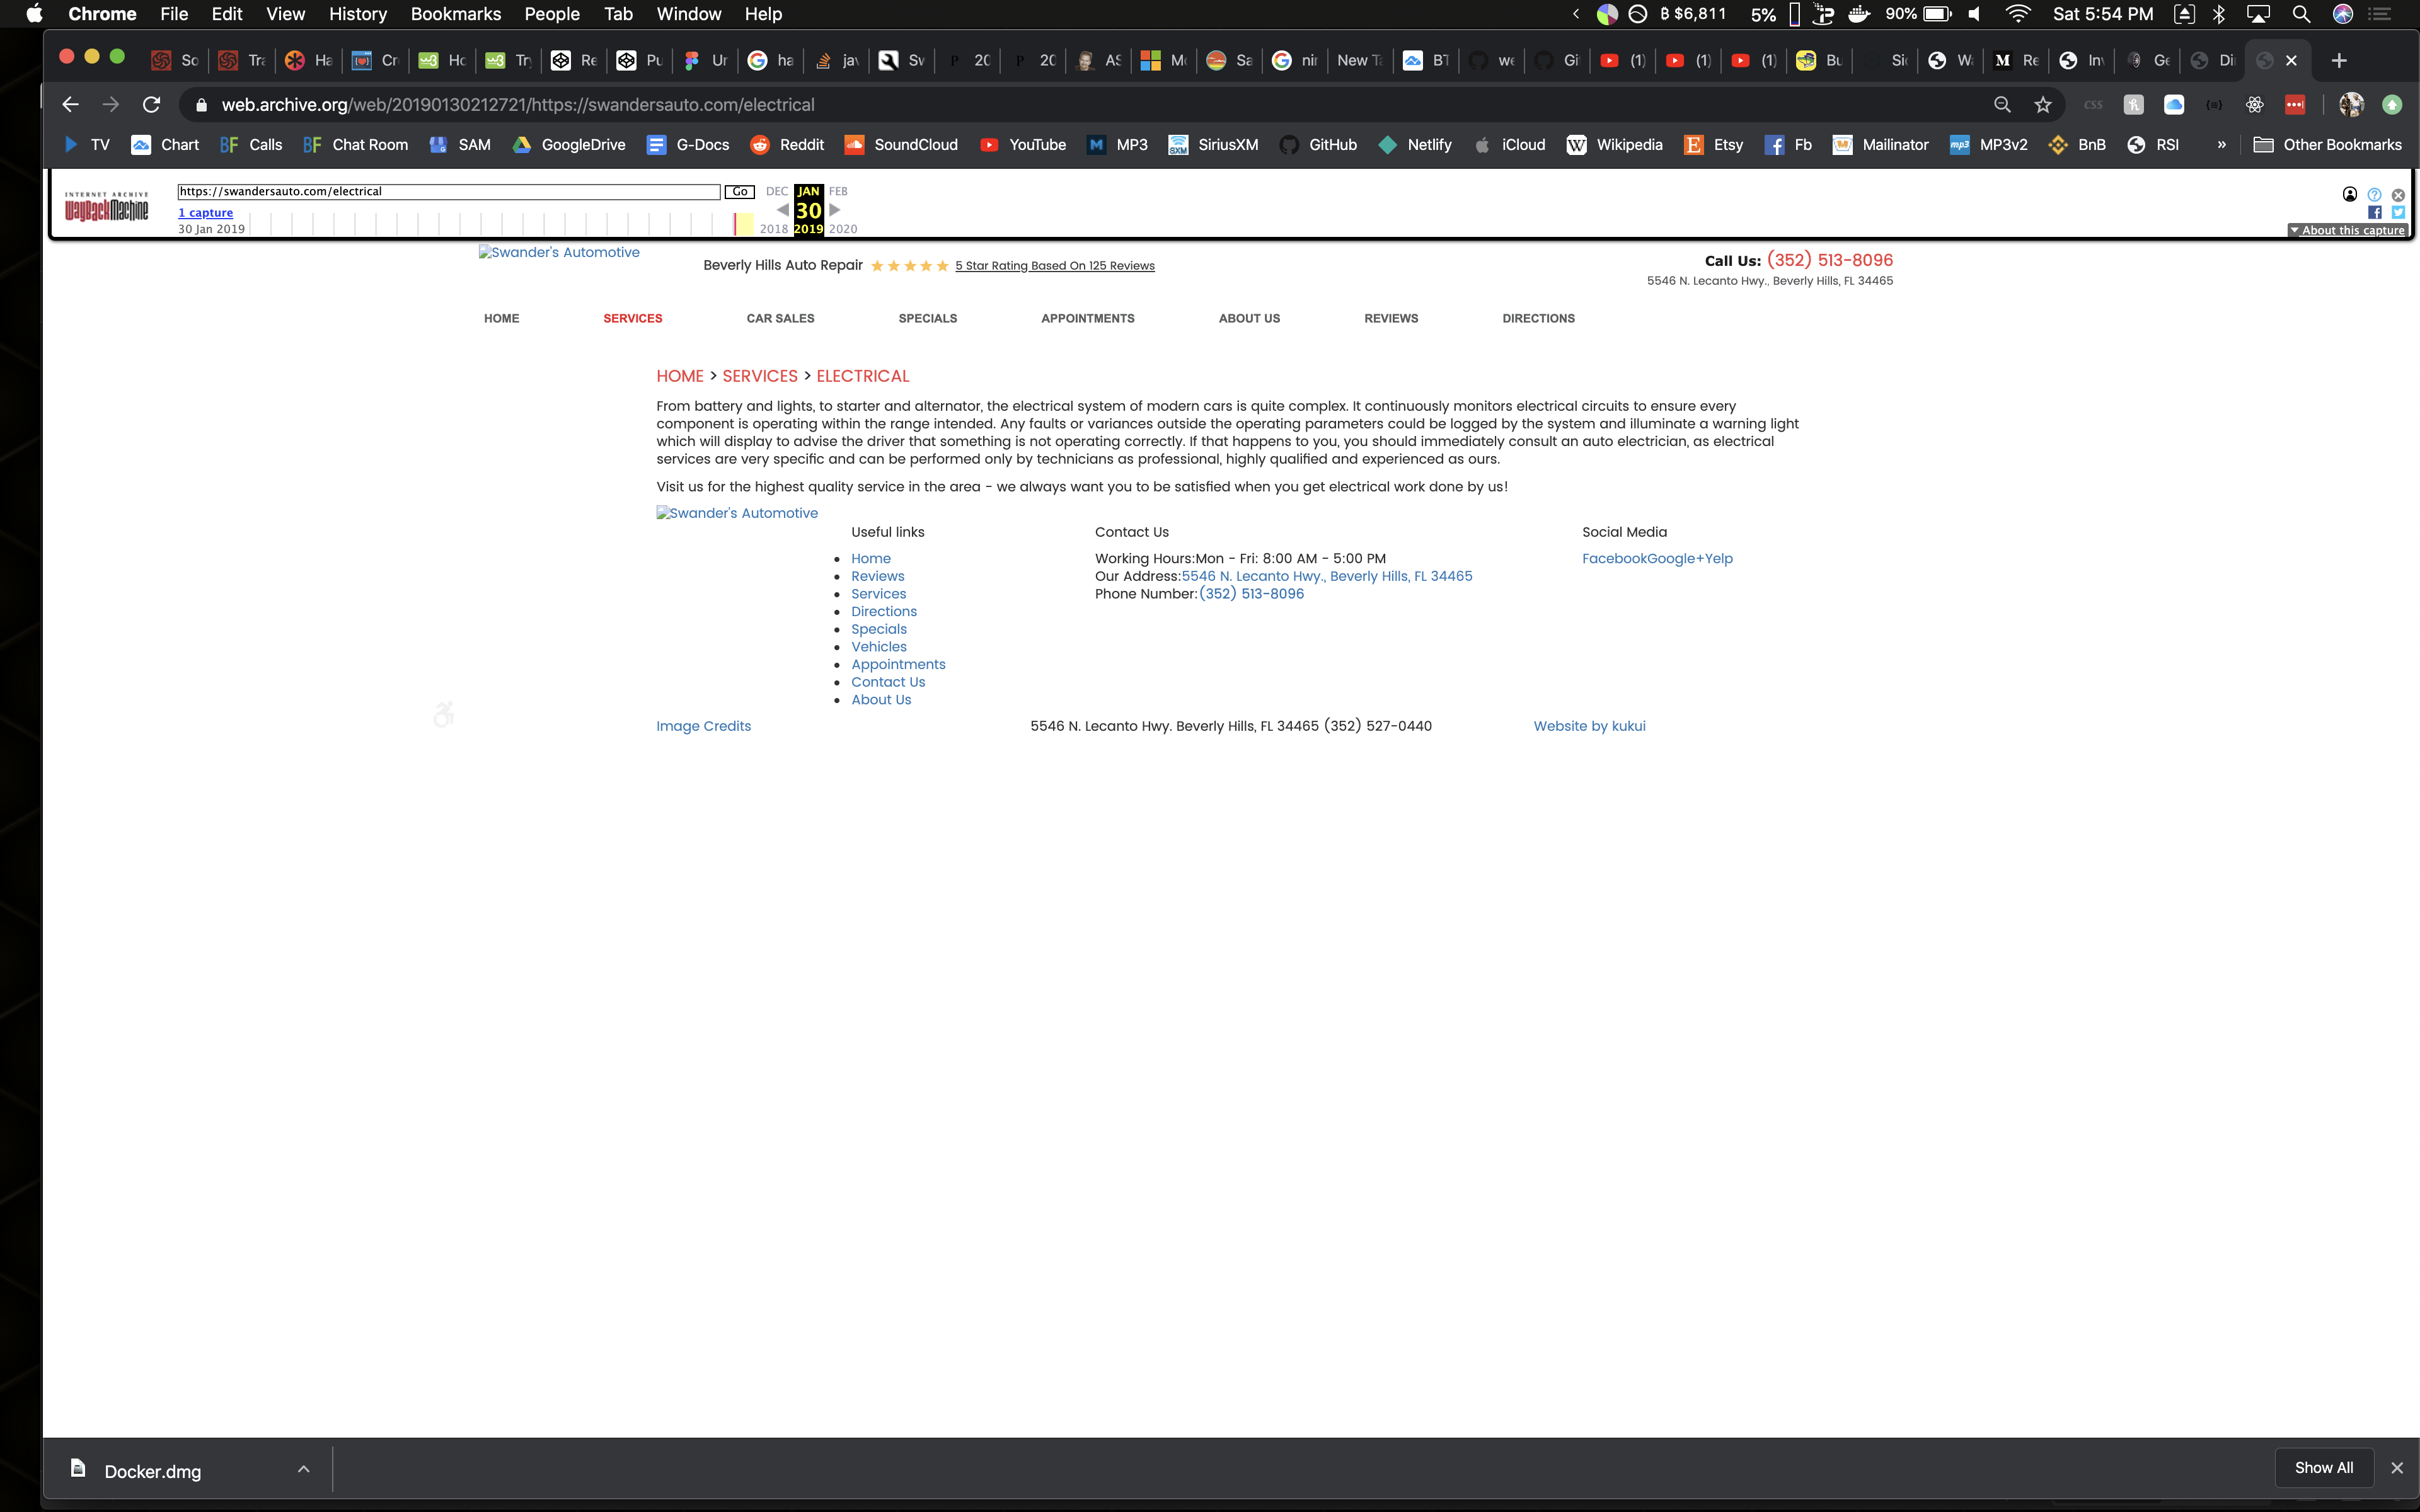 Chrome File Edit View History Bookmarks People Tab Window Help ฿ $6,811 5% 90% Sat 5:54 PM
So Tra Ha Cr Ho Try Re Pu Ur ha jav Sw 20 20 AS Mo Sa nir New Ta BT we Gi (1) (1) (1) Bu Sic Wa Re Inv Ge Di
web.archive.org/web/20190130212721/https://swandersauto.com/electrical
TV Chart BF Calls BF Chat Room SAM GoogleDrive G-Docs Reddit SoundCloud YouTube MP3 SiriusXM GitHub Netlify iCloud Wikipedia Etsy Fb Mailinator MP3v2 BnB RSI » Other Bookmarks
INTERNET ARCHIVE
WayBackMachine
https://swandersauto.com/electrical Go DEC JAN FEB
1 capture 30
30 Jan 2019 2018 2019 2020
About this capture
Swander's Automotive
Beverly Hills Auto Repair 5 Star Rating Based On 125 Reviews
Call Us: (352) 513-8096
5546 N. Lecanto Hwy., Beverly Hills, FL 34465
HOME SERVICES CAR SALES SPECIALS APPOINTMENTS ABOUT US REVIEWS DIRECTIONS
HOME > SERVICES > ELECTRICAL
From battery and lights, to starter and alternator, the electrical system of modern cars is quite complex. It continuously monitors electrical circuits to ensure every
component is operating within the range intended. Any faults or variances outside the operating parameters could be logged by the system and illuminate a warning light
which will display to advise the driver that something is not operating correctly. If that happens to you, you should immediately consult an auto electrician, as electrical
services are very specific and can be performed only by technicians as professional, highly qualified and experienced as ours.
Visit us for the highest quality service in the area - we always want you to be satisfied when you get electrical work done by us!
Swander's Automotive
Useful links
Home
Reviews
Services
Directions
Specials
Vehicles
Appointments
Contact Us
About Us
Contact Us
Working Hours:Mon - Fri: 8:00 AM - 5:00 PM
Our Address:5546 N. Lecanto Hwy., Beverly Hills, FL 34465
Phone Number:(352) 513-8096
Social Media
FacebookGoogle+Yelp
Image Credits
5546 N. Lecanto Hwy. Beverly Hills, FL 34465 (352) 527-0440
Website by kukui
Docker.dmg
Show All